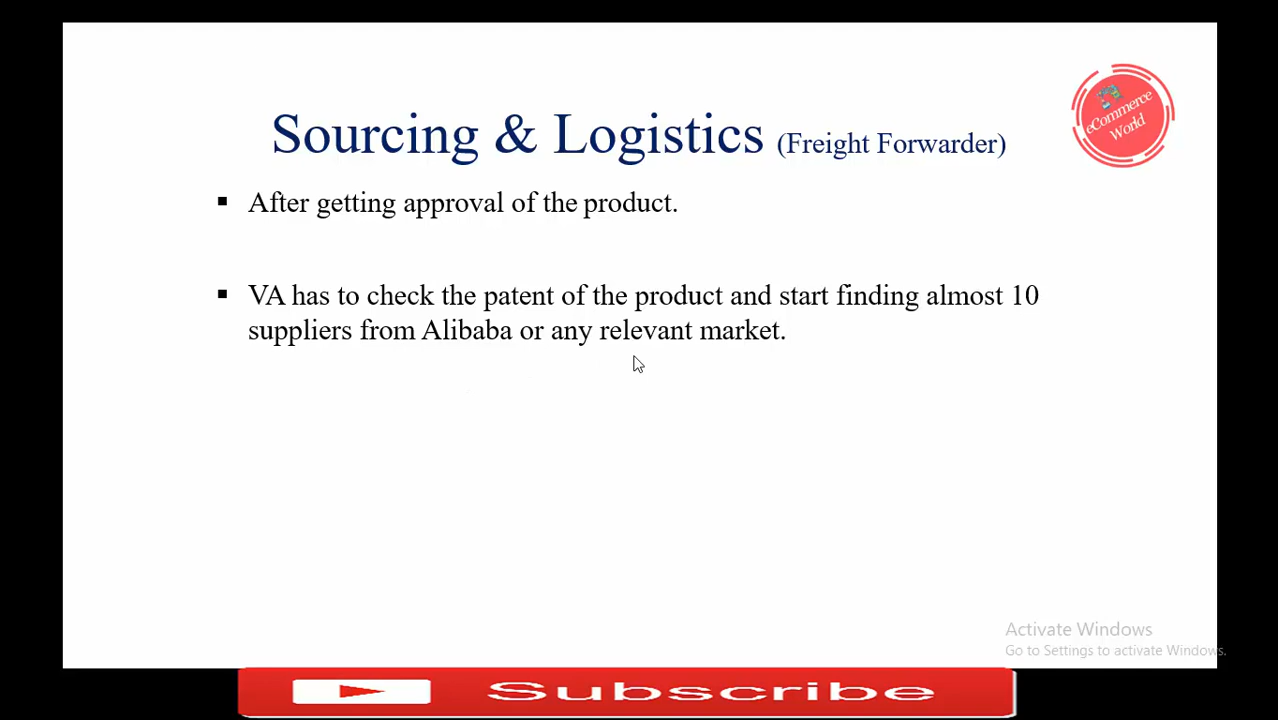 Sourcing & Logistics (Freight Forwarder)
eCommerce
World
▪ After getting approval of the product.
▪ VA has to check the patent of the product and start finding almost 10
suppliers from Alibaba or any relevant market.
Activate Windows
Go to Settings to activate Windows.
Subscribe